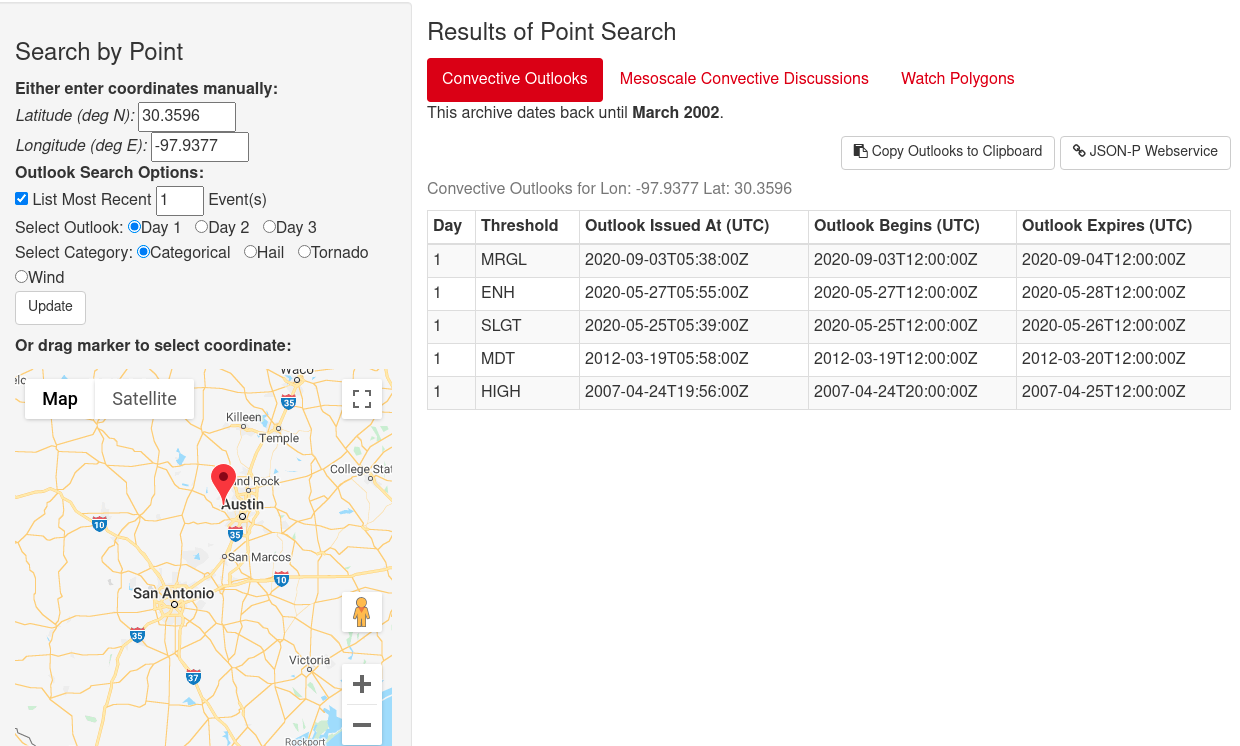 Search by Point
Either enter coordinates manually:
Latitude (deg N): 30.3596
Longitude (deg E): -97.9377
Outlook Search Options:
List Most Recent 1 Event(s)
Select Outlook: Day 1 Day 2 Day 3
Select Category: Categorical Hail Tornado
Wind
Update
Or drag marker to select coordinate:
Waco
Map Satellite
35
Killeen
Temple
College Stat
nd Rock
Austin
10
35
San Marcos
10
San Antonio
35
Victoria
37
+
−
Rockport
Results of Point Search
Convective Outlooks Mesoscale Convective Discussions Watch Polygons
This archive dates back until March 2002.
Copy Outlooks to Clipboard JSON-P Webservice
Convective Outlooks for Lon: -97.9377 Lat: 30.3596
Day Threshold Outlook Issued At (UTC) Outlook Begins (UTC) Outlook Expires (UTC)
1 MRGL 2020-09-03T05:38:00Z 2020-09-03T12:00:00Z 2020-09-04T12:00:00Z
1 ENH 2020-05-27T05:55:00Z 2020-05-27T12:00:00Z 2020-05-28T12:00:00Z
1 SLGT 2020-05-25T05:39:00Z 2020-05-25T12:00:00Z 2020-05-26T12:00:00Z
1 MDT 2012-03-19T05:58:00Z 2012-03-19T12:00:00Z 2012-03-20T12:00:00Z
1 HIGH 2007-04-24T19:56:00Z 2007-04-24T20:00:00Z 2007-04-25T12:00:00Z